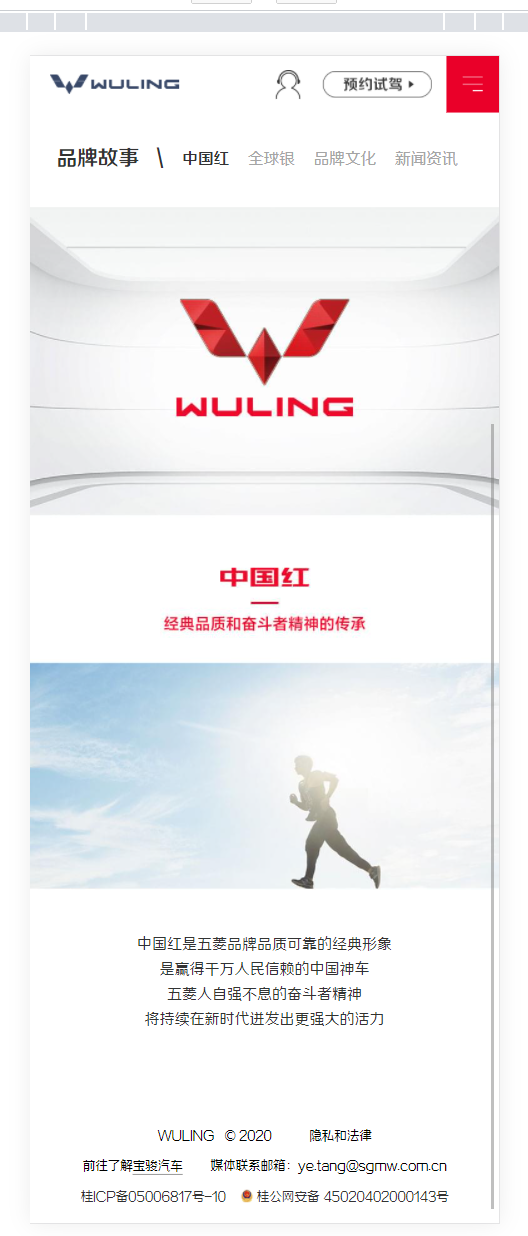 WULING
预约试驾
品牌故事 \ 中国红 全球银 品牌文化 新闻资讯
WULING
中国红
经典品质和奋斗者精神的传承
中国红是五菱品牌品质可靠的经典形象
是赢得千万人民信赖的中国神车
五菱人自强不息的奋斗者精神
将持续在新时代迸发出更强大的活力
WULING © 2020 隐私和法律
前往了解宝骏汽车 媒体联系邮箱：ye.tang@sgmw.com.cn
桂ICP备05006817号-10 桂公网安备 45020402000143号